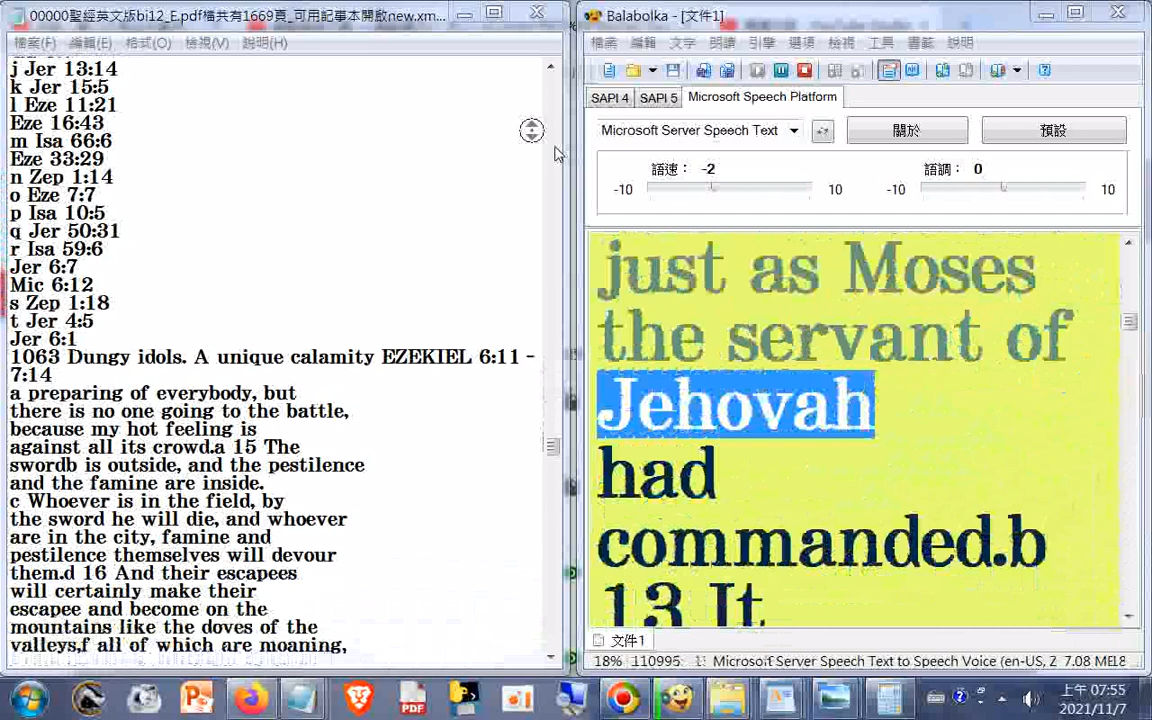 00000聖經英文版bi12_E.pdf檔共有1669頁_可用記事本開啟new.xm...
檔案(F) 編輯(E) 格式(O) 檢視(V) 說明(H)
j Jer 13:14
k Jer 15:5
l Eze 11:21
Eze 16:43
m Isa 66:6
Eze 33:29
n Zep 1:14
o Eze 7:7
p Isa 10:5
q Jer 50:31
r Isa 59:6
Jer 6:7
Mic 6:12
s Zep 1:18
t Jer 4:5
Jer 6:1
1063 Dungy idols. A unique calamity EZEKIEL 6:11 -
7:14
a preparing of everybody, but
there is no one going to the battle,
because my hot feeling is
against all its crowd.a 15 The
swordb is outside, and the pestilence
and the famine are inside.
c Whoever is in the field, by
the sword he will die, and whoever
are in the city, famine and
pestilence themselves will devour
them.d 16 And their escapees
will certainly make their
escapee and become on the
mountains like the doves of the
valleys,f all of which are moaning,
Balabolka - [文件1]
檔案 編輯 文字 朗讀 引擎 選項 檢視 工具 書籤 說明
SAPI 4 SAPI 5 Microsoft Speech Platform
Microsoft Server Speech Text 關於 預設
語速： -2 語調： 0
-10 10 -10 10
just as Moses
the servant of
Jehovah
had
commanded.b
13 It
文件1
18% 110995 Microsoft Server Speech Text to Speech Voice (en-US, 2 7.08 MEL8
PDF
上午 07:55
2021/11/7